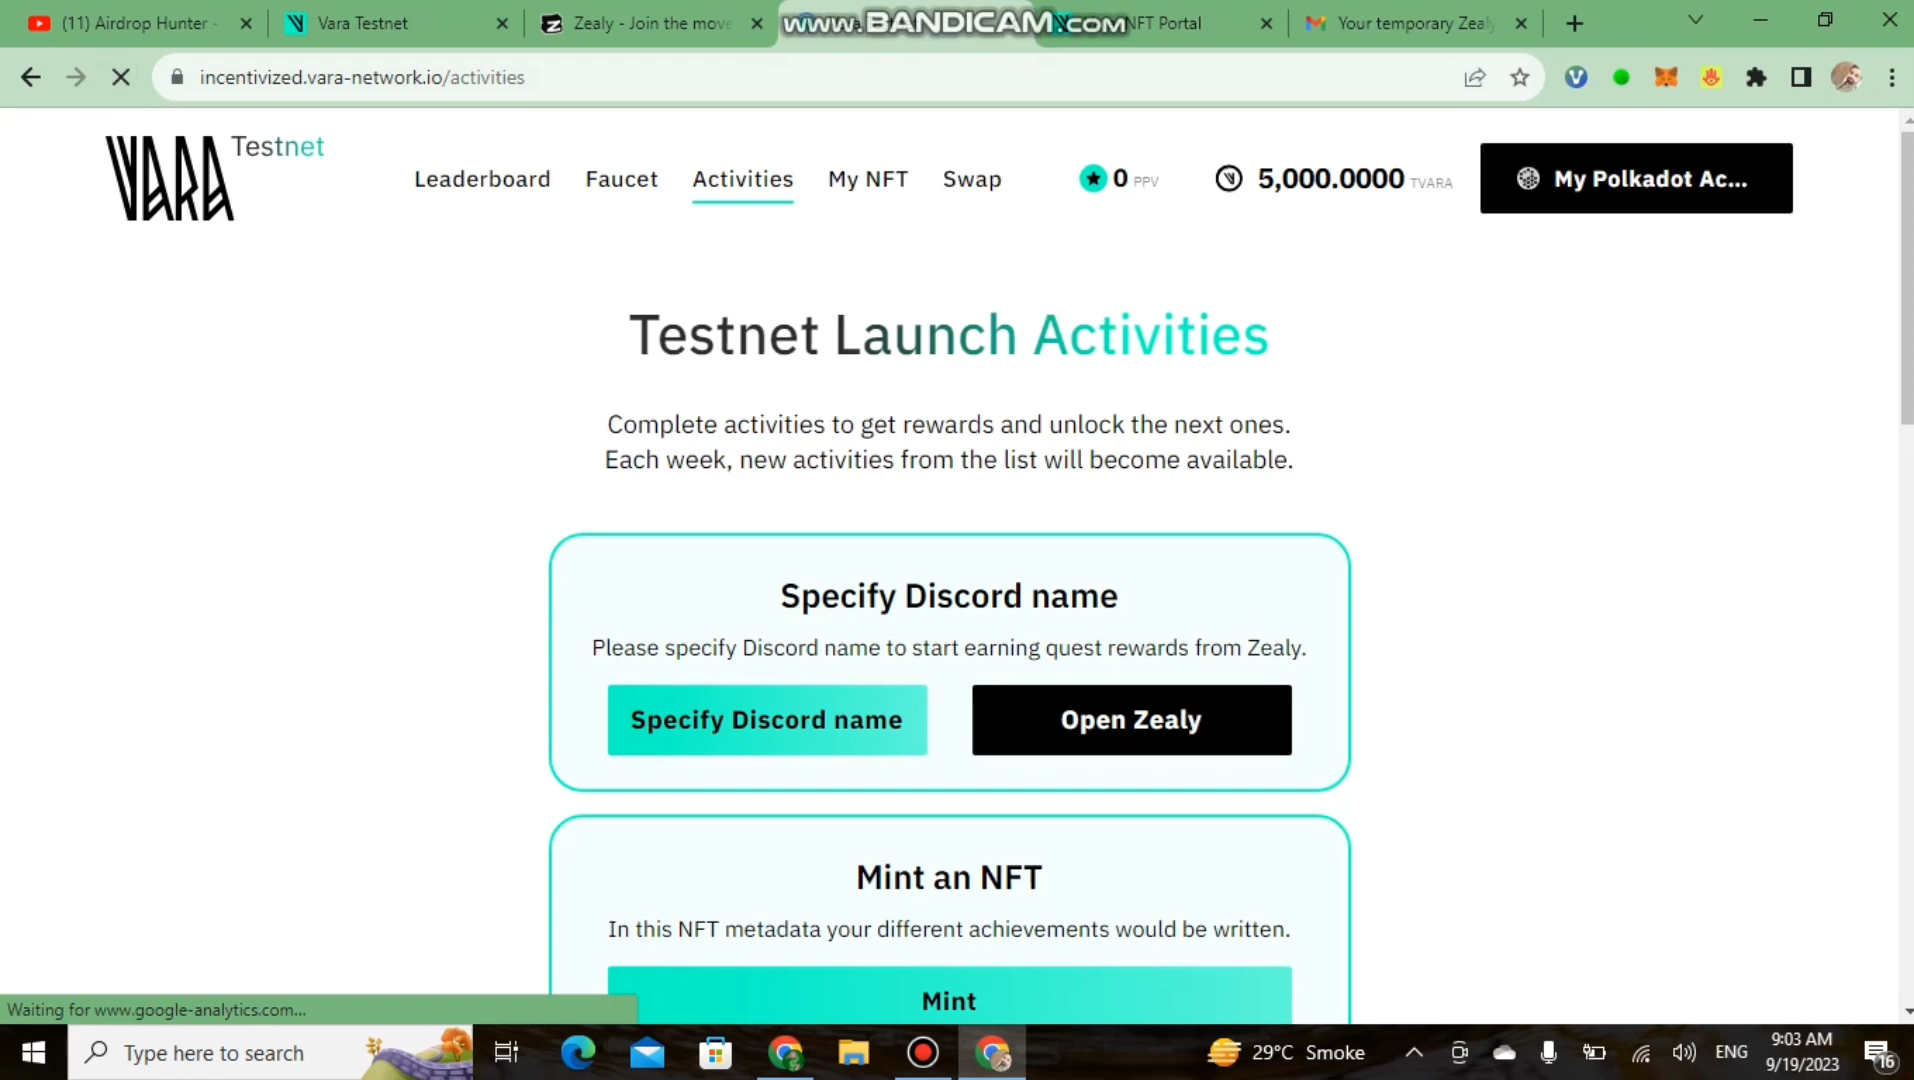 (11) Airdrop Hunter -
Vara Testnet
Zealy - Join the move
www.BANDICAM.com
NFT Portal
Your temporary Zealy
incentivized.vara-network.io/activities
VARA Testnet
Leaderboard
Faucet
Activities
My NFT
Swap
0 PPV
5,000.0000 TVARA
My Polkadot Ac...
Testnet Launch Activities
Complete activities to get rewards and unlock the next ones.
Each week, new activities from the list will become available.
Specify Discord name
Please specify Discord name to start earning quest rewards from Zealy.
Specify Discord name
Open Zealy
Mint an NFT
In this NFT metadata your different achievements would be written.
Mint
Waiting for www.google-analytics.com...
Type here to search
29°C Smoke
ENG
9:03 AM
9/19/2023
16